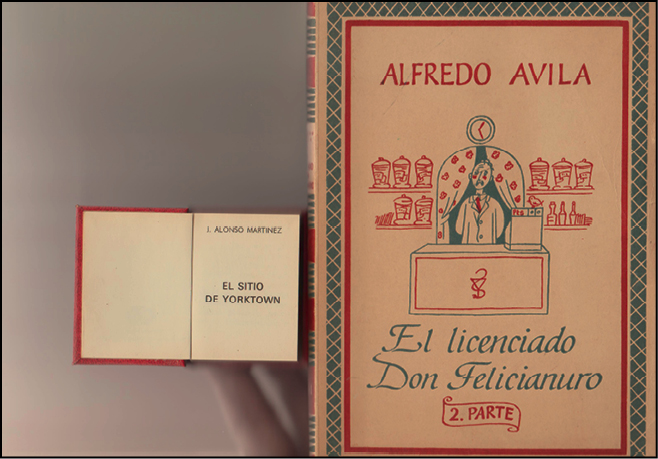 J. ALONSO MARTINEZ
EL SITIO
DE YORKTOWN
ALFREDO AVILA
El licenciado
Don Felicianuro
2. PARTE